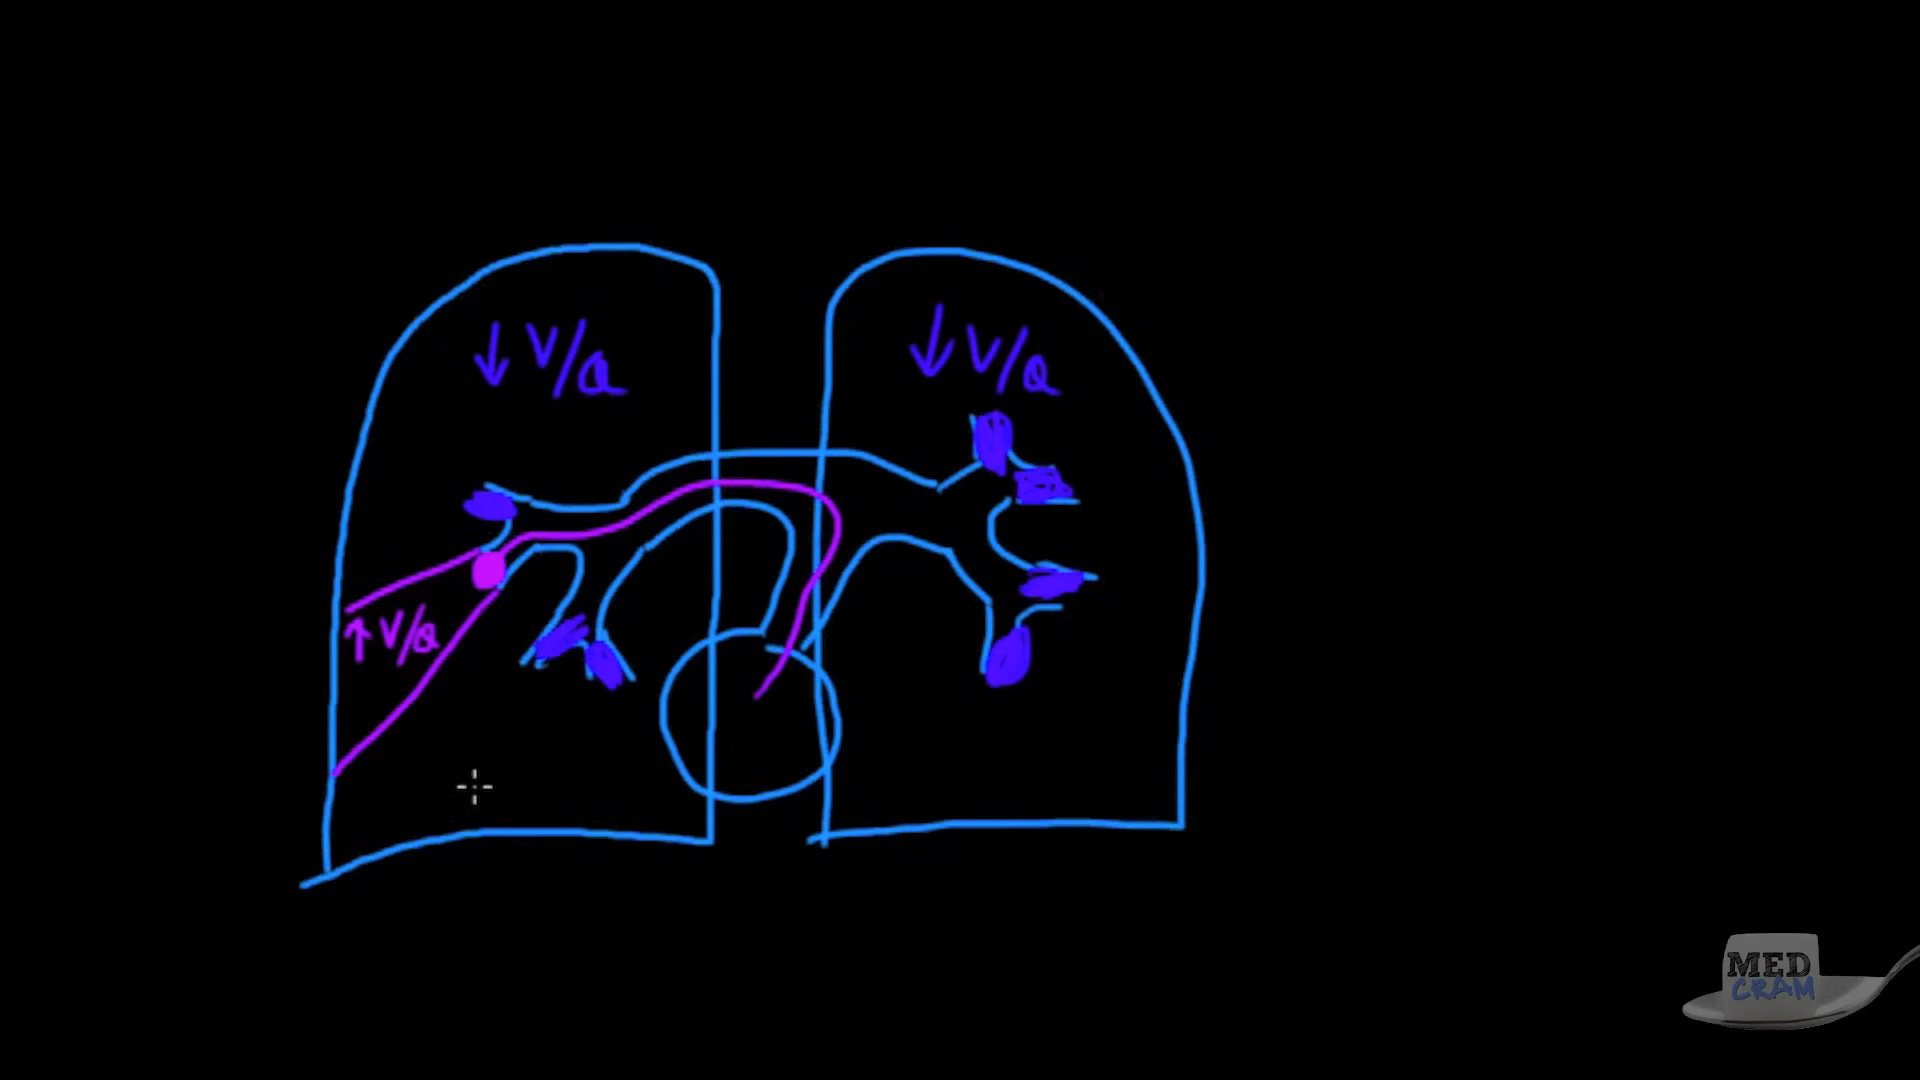 ↓ V/Q
↓ V/Q
↑ V/Q
MED
CRAM